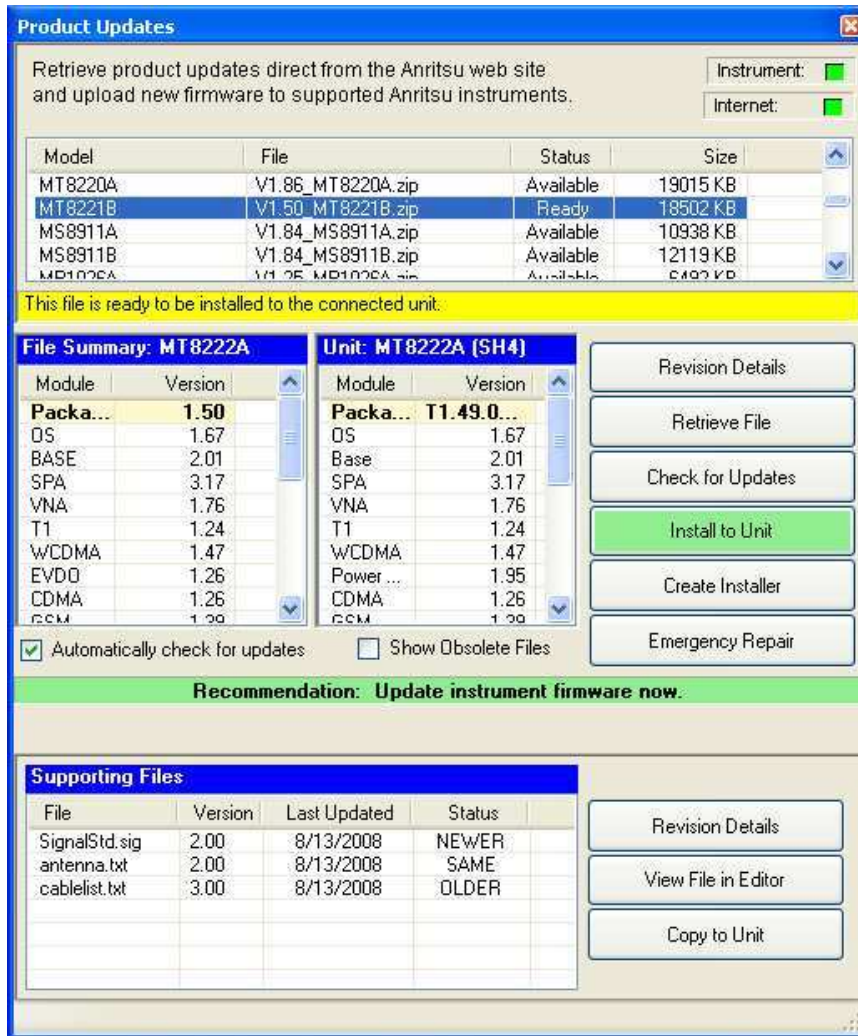 Product Updates
Retrieve product updates direct from the Anritsu web site
and upload new firmware to supported Anritsu instruments.
Instrument:
Internet:
Model File Status Size
MT8220A V1.86_MT8220A.zip Available 19015 KB
MT8221B V1.50_MT8221B.zip Ready 18502 KB
MS8911A V1.84_MS8911A.zip Available 10938 KB
MS8911B V1.84_MS8911B.zip Available 12119 KB
This file is ready to be installed to the connected unit.
File Summary: MT8222A
Module Version
Packa... 1.50
OS 1.67
BASE 2.01
SPA 3.17
VNA 1.76
T1 1.24
WCDMA 1.47
EVDO 1.26
CDMA 1.26
GSM 1.39
Unit: MT8222A (SH4)
Module Version
Packa... T1.49.0...
OS 1.67
Base 2.01
SPA 3.17
VNA 1.76
T1 1.24
WCDMA 1.47
Power ... 1.95
CDMA 1.26
GSM 1.39
Revision Details
Retrieve File
Check for Updates
Install to Unit
Create Installer
Emergency Repair
Automatically check for updates
Show Obsolete Files
Recommendation: Update instrument firmware now.
Supporting Files
File Version Last Updated Status
SignalStd.sig 2.00 8/13/2008 NEWER
antenna.txt 2.00 8/13/2008 SAME
cablelist.txt 3.00 8/13/2008 OLDER
Revision Details
View File in Editor
Copy to Unit